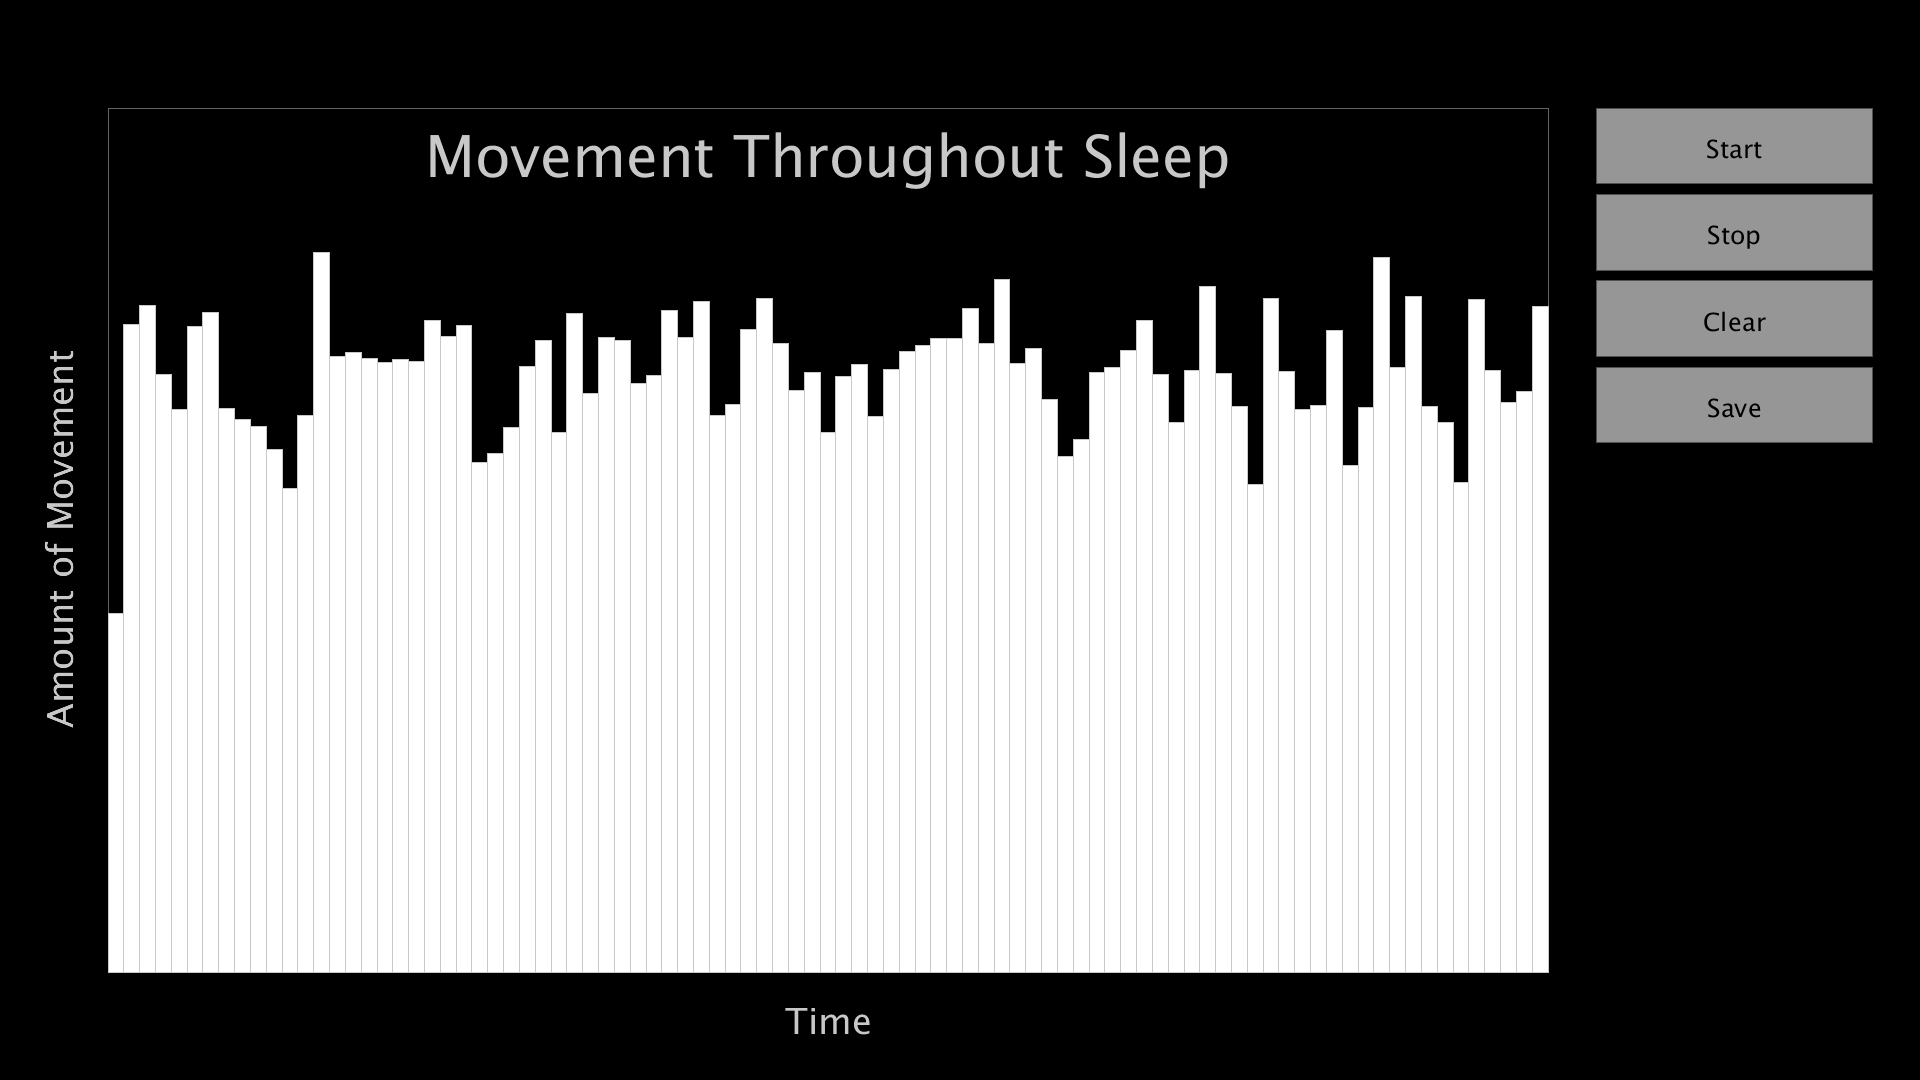 Movement Throughout Sleep
Amount of Movement
Time
Start
Stop
Clear
Save